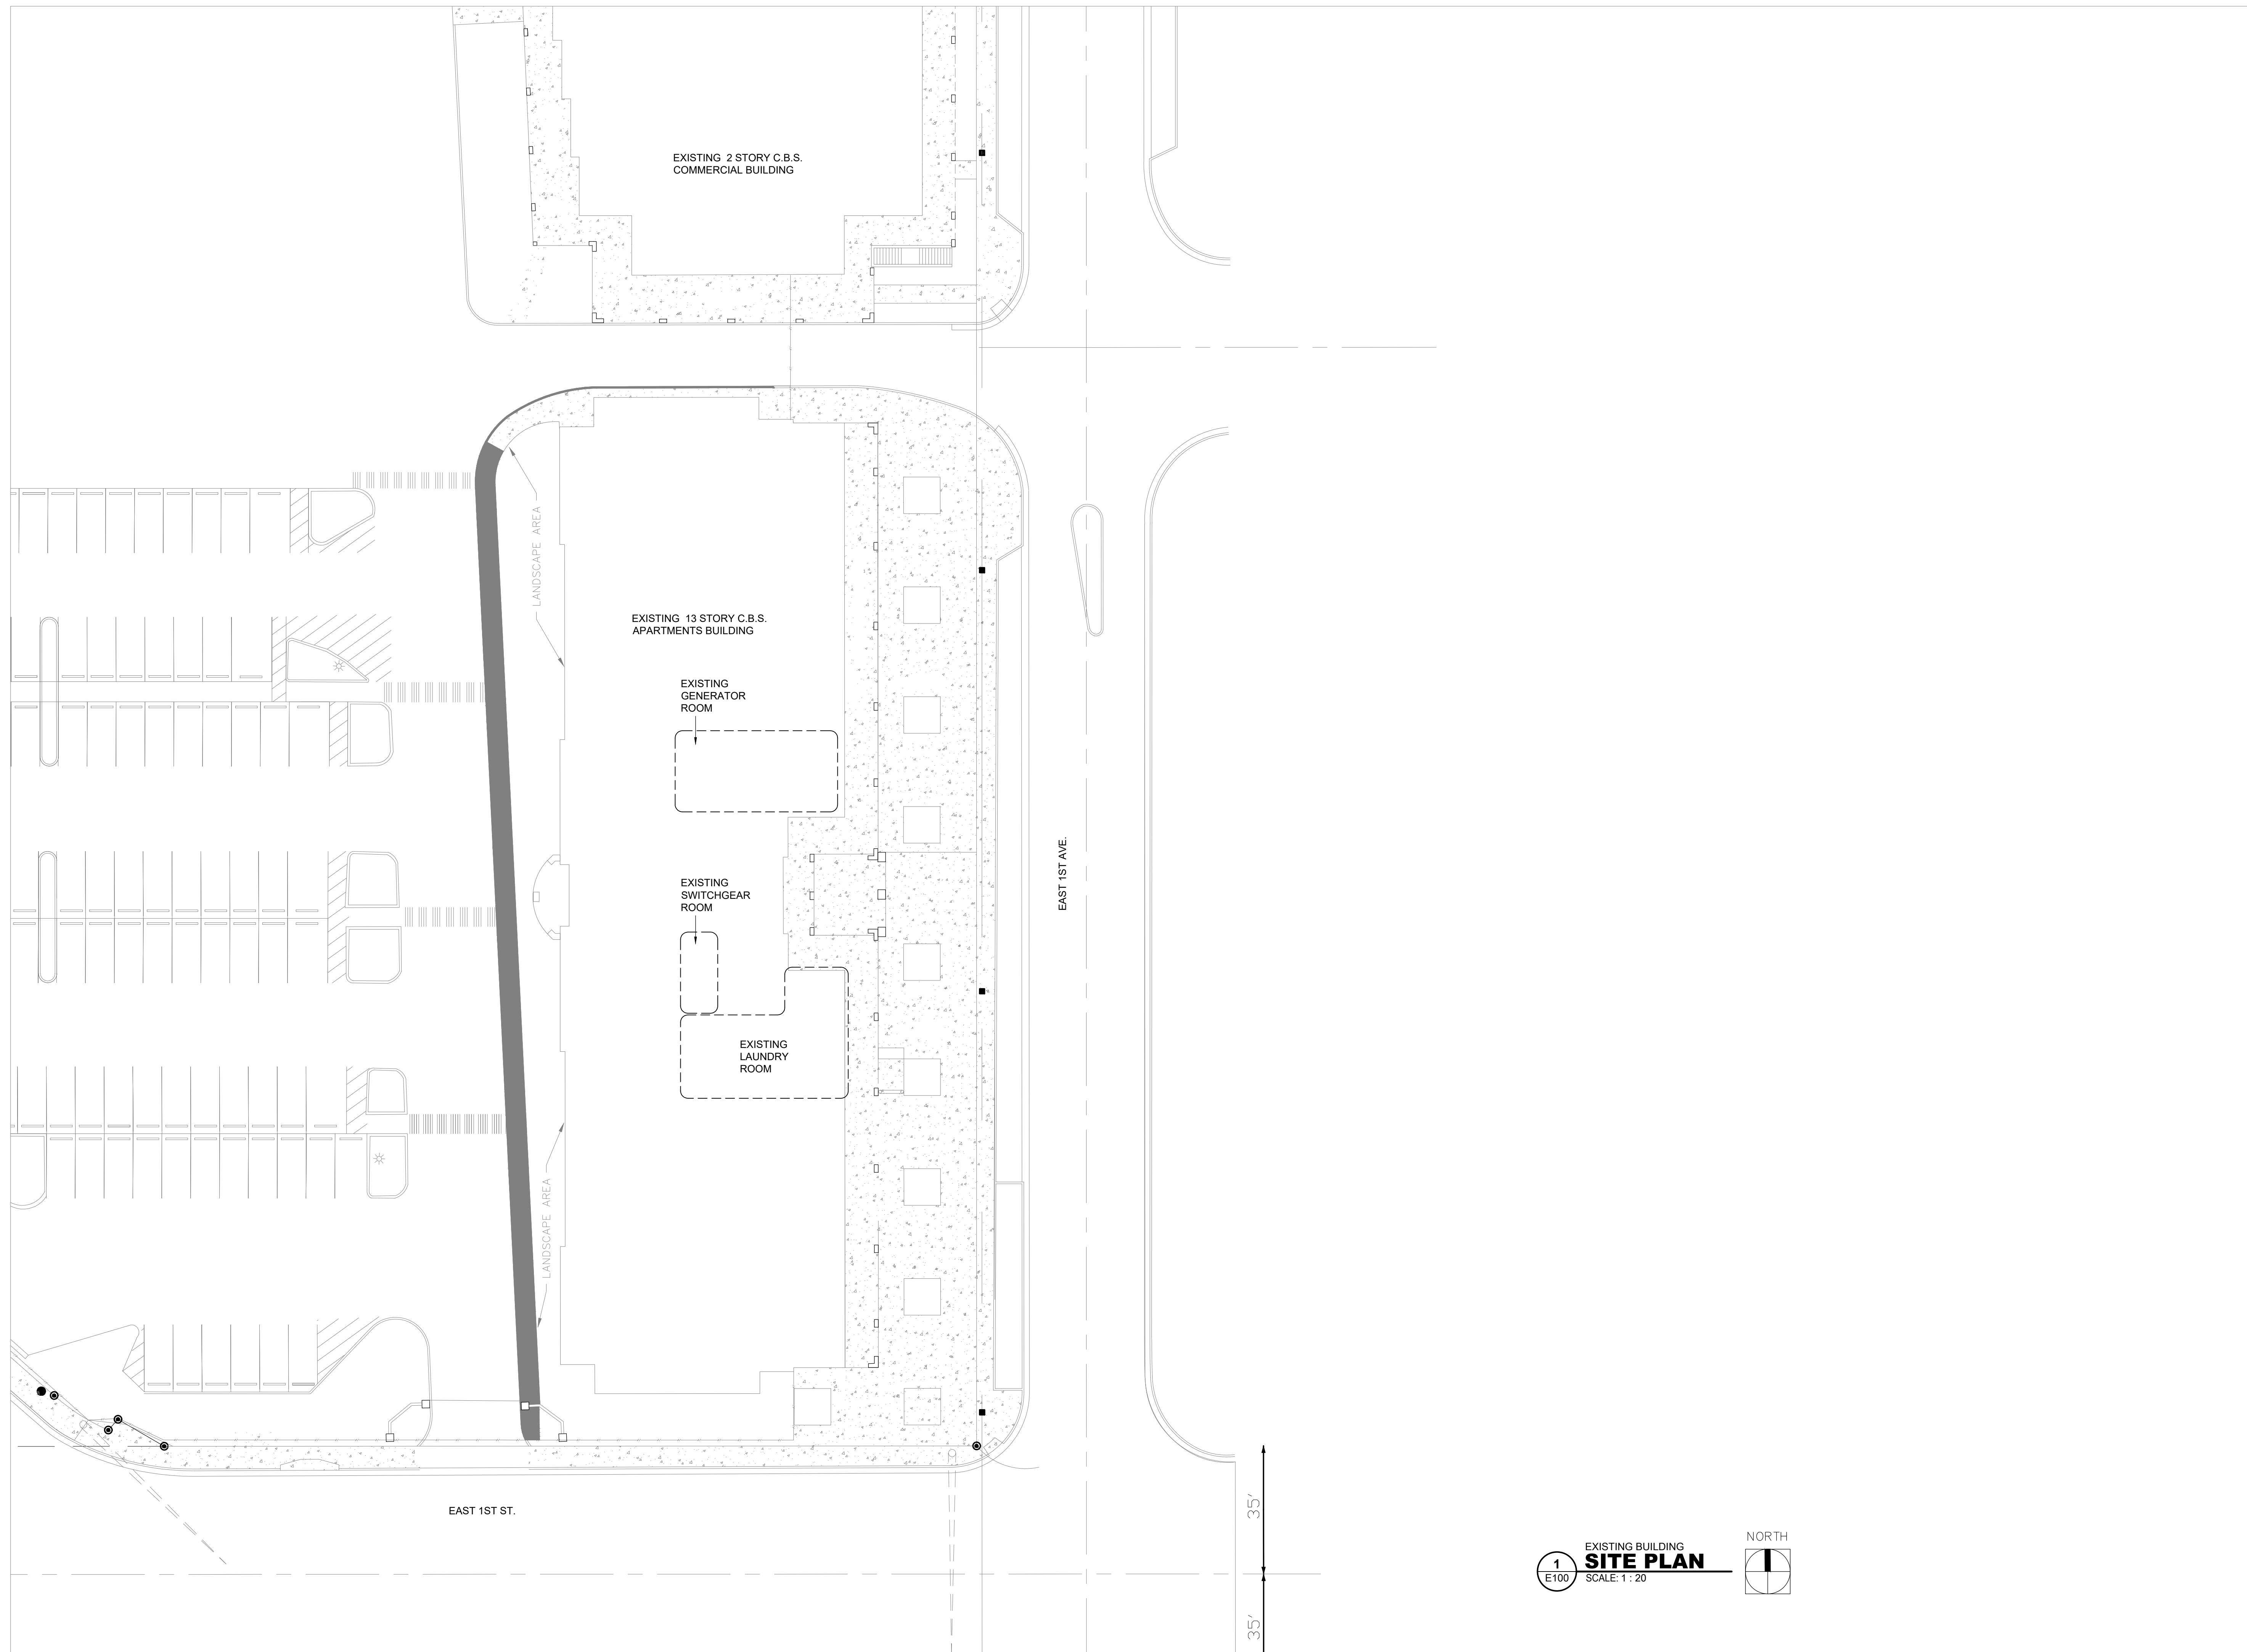 EXISTING  2 STORY C.B.S.
COMMERCIAL BUILDING
LANDSCAPE AREA
EXISTING  13 STORY C.B.S.
APARTMENTS BUILDING
EXISTING
GENERATOR
ROOM
EAST 1ST AVE.
EXISTING
SWITCHGEAR
ROOM
EXISTING
LAUNDRY
ROOM
LANDSCAPE AREA
EAST 1ST ST.
35'
35'
1
E100
EXISTING BUILDING
SITE PLAN
SCALE: 1 : 20
NORTH